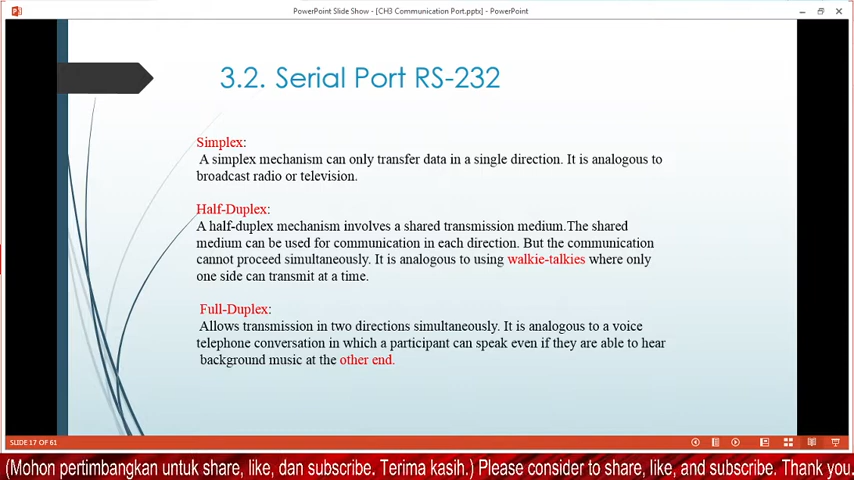 PowerPoint Slide Show - [CH3 Communication Port.pptx] - PowerPoint
3.2. Serial Port RS-232
Simplex:
A simplex mechanism can only transfer data in a single direction. It is analogous to
broadcast radio or television.
Half-Duplex:
A half-duplex mechanism involves a shared transmission medium.The shared
medium can be used for communication in each direction. But the communication
cannot proceed simultaneously. It is analogous to using walkie-talkies where only
one side can transmit at a time.
Full-Duplex:
Allows transmission in two directions simultaneously. It is analogous to a voice
telephone conversation in which a participant can speak even if they are able to hear
background music at the other end.
SLIDE 17 OF 61
(Mohon pertimbangkan untuk share, like, dan subscribe. Terima kasih.) Please consider to share, like, and subscribe. Thank you.